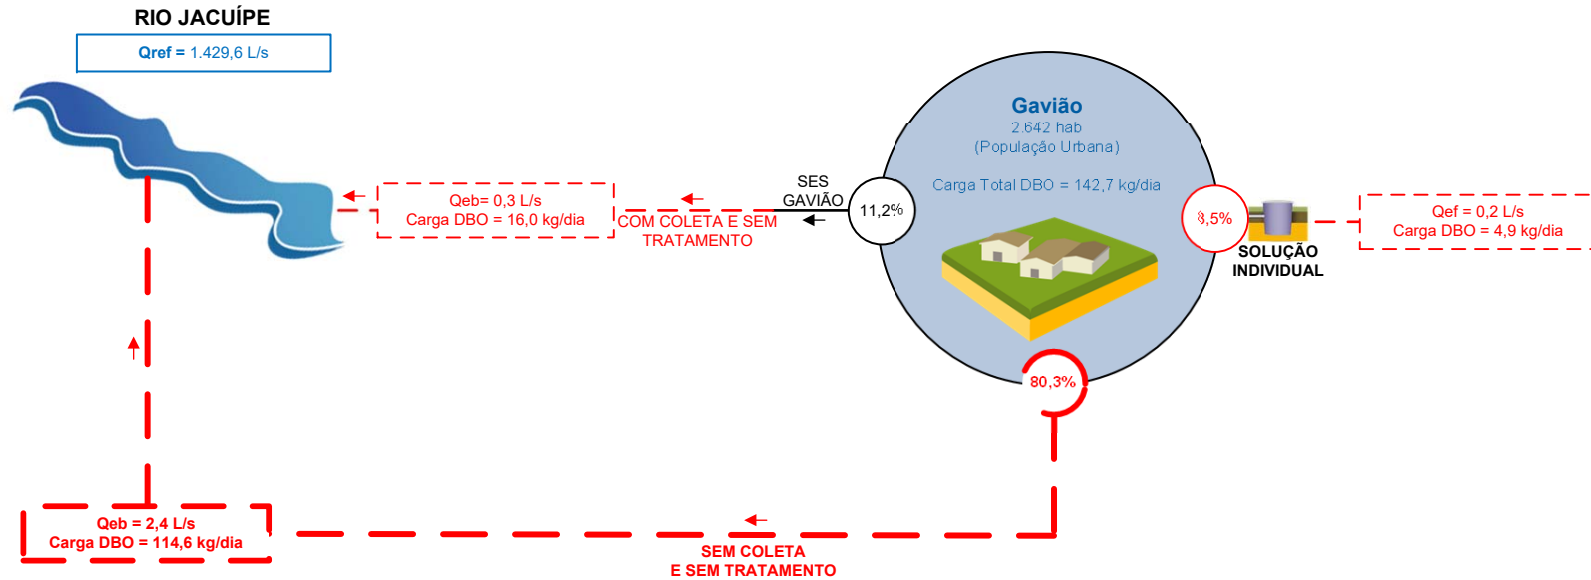 RIO JACUÍPE
Qref = 1.429,6 L/s
Gavião
2.642 hab
(População Urbana)
Carga Total DBO = 142,7 kg/dia
SES
GAVIÃO
11,2%
Qeb= 0,3 L/s
Carga DBO = 16,0 kg/dia
COM COLETA E SEM
TRATAMENTO
8,5%
SOLUÇÃO
INDIVIDUAL
Qef = 0,2 L/s
Carga DBO = 4,9 kg/dia
80,3%
Qeb = 2,4 L/s
Carga DBO = 114,6 kg/dia
SEM COLETA
E SEM TRATAMENTO